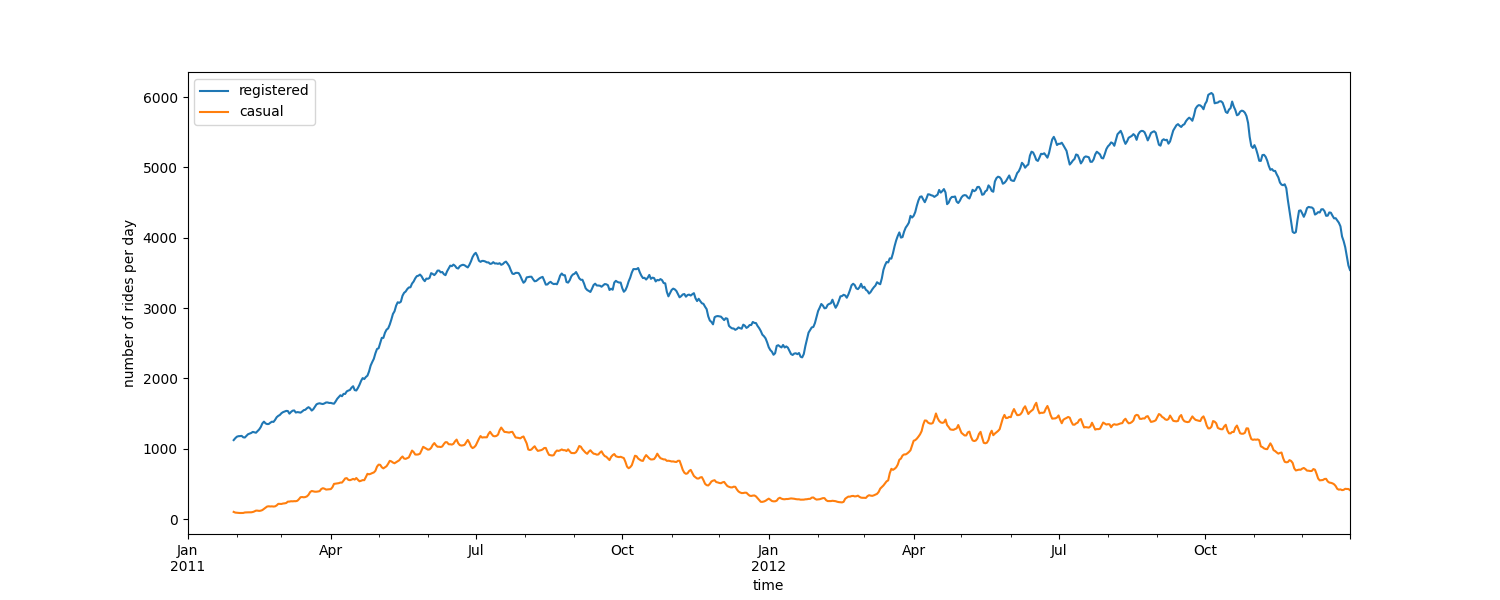 registered
casual
number of rides per day
6000
5000
4000
3000
2000
1000
0
Jan
2011
Apr
Jul
Oct
Jan
2012
Apr
Jul
Oct
time